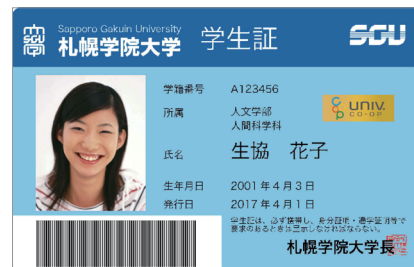 Sapporo Gakuin University
札幌学院大学 学生証 SGU
学籍番号 A123456
所属 人文学部
人間科学科
UNIV.
CO-OP
氏名 生協 花子
生年月日 2001年4月3日
発行日 2017年4月1日
学生証は、必ず携帯し、身分証明・通学証明等で
要求のあるときは呈示しなければならない。
札幌学院大学長